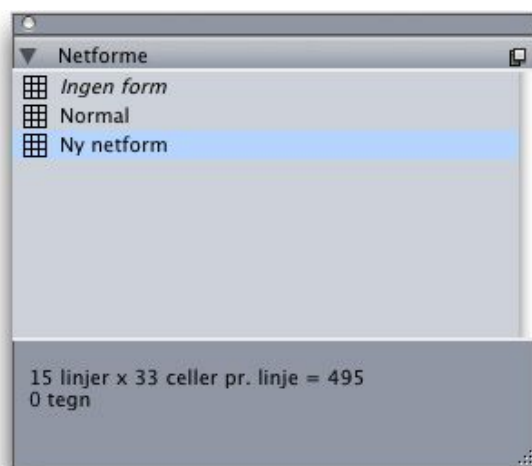 Netforme
Ingen form
Normal
Ny netform
15 linjer x 33 celler pr. linje = 495
0 tegn